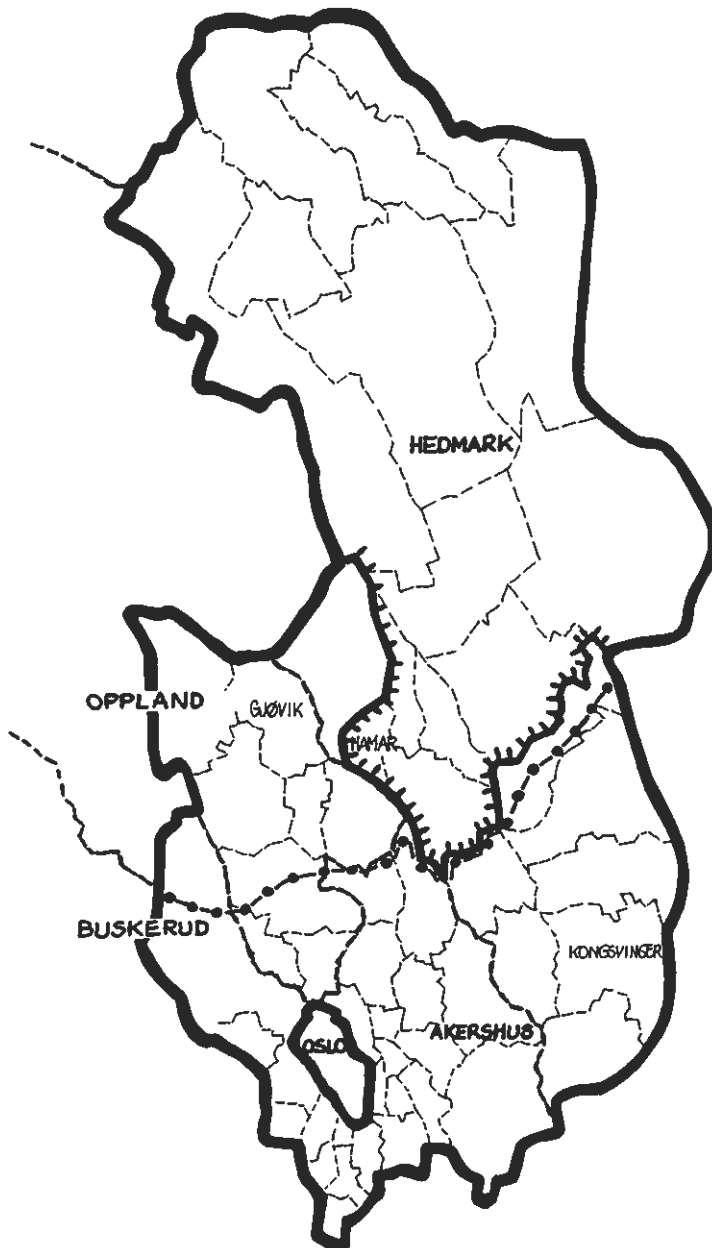 HEDMARK
OPPLAND
GJØVIK
HAMAR
BUSKERUD
KONGSVINGER
OSLO
AKERSHUS